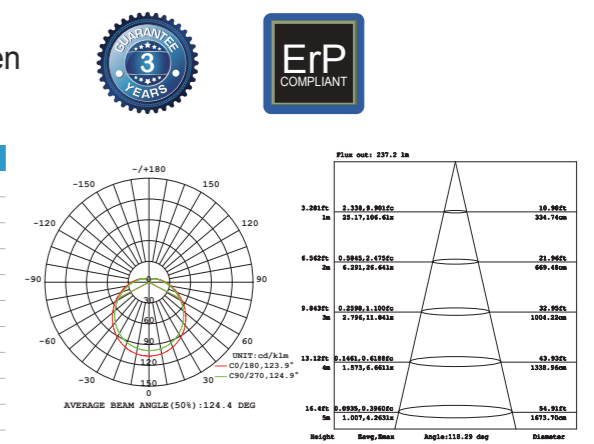 en
GUARANTEE
3
YEARS
ErP
COMPLIANT
-/+180
-150
150
-120
120
-90
0
90
30
60
90
-60
60
120
-30
150
30
0
UNIT:cd/klm
C0/180,123.9°
C90/270,124.9°
AVERAGE BEAM ANGLE(50%):124.4 DEG
Flux out: 237.2 lm
3.281ft 2.338,9.901fc 10.98ft
1m 25.17,106.6lx 334.74cm
6.562ft 0.5845,2.475fc 21.96ft
2m 6.291,26.64lx 669.48cm
9.843ft 0.2598,1.100fc 32.95ft
3m 2.796,11.84lx 1004.22cm
13.12ft 0.1461,0.6188fc 43.93ft
4m 1.573,6.661lx 1338.96cm
16.4ft 0.0935,0.3960fc 54.91ft
5m 1.007,4.263lx 1673.70cm
Height Eavg,Emax Angle:118.29 deg Diameter